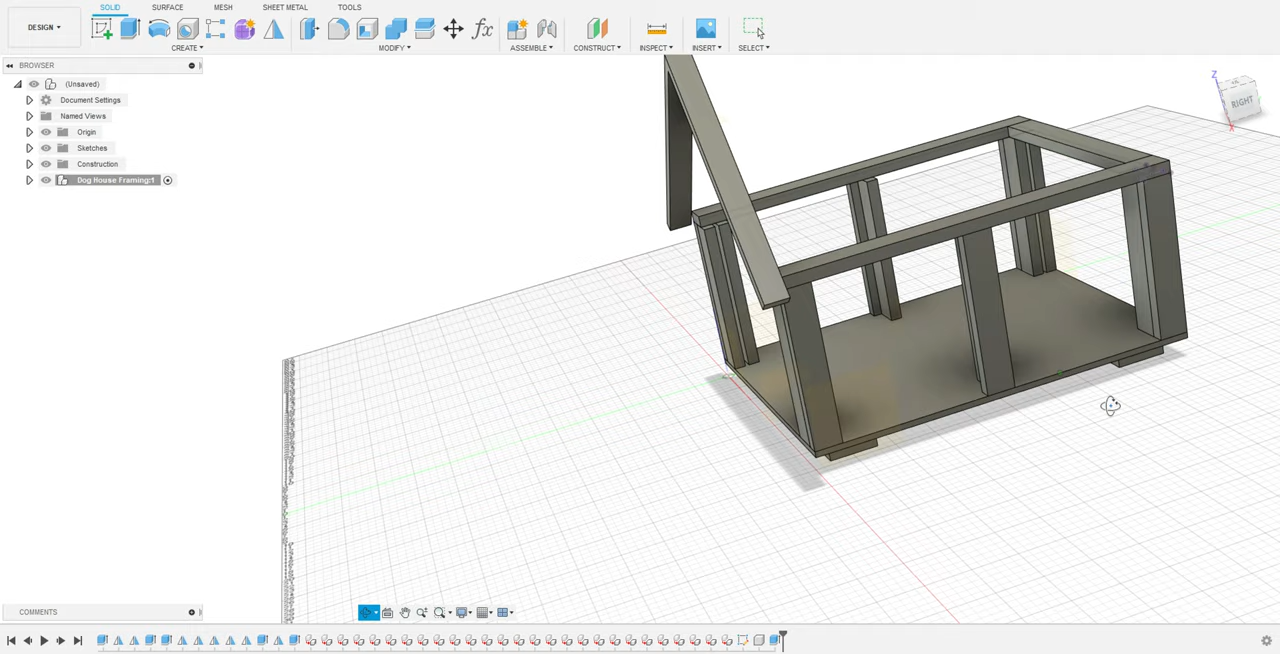 SOLID SURFACE MESH SHEET METAL TOOLS
DESIGN ▾
CREATE ▾ MODIFY ▾ ASSEMBLE ▾ CONSTRUCT ▾ INSPECT ▾ INSERT ▾ SELECT ▾
BROWSER
(Unsaved)
Document Settings
Named Views
Origin
Sketches
Construction
Dog House Framing:1
Z
RIGHT
X
COMMENTS